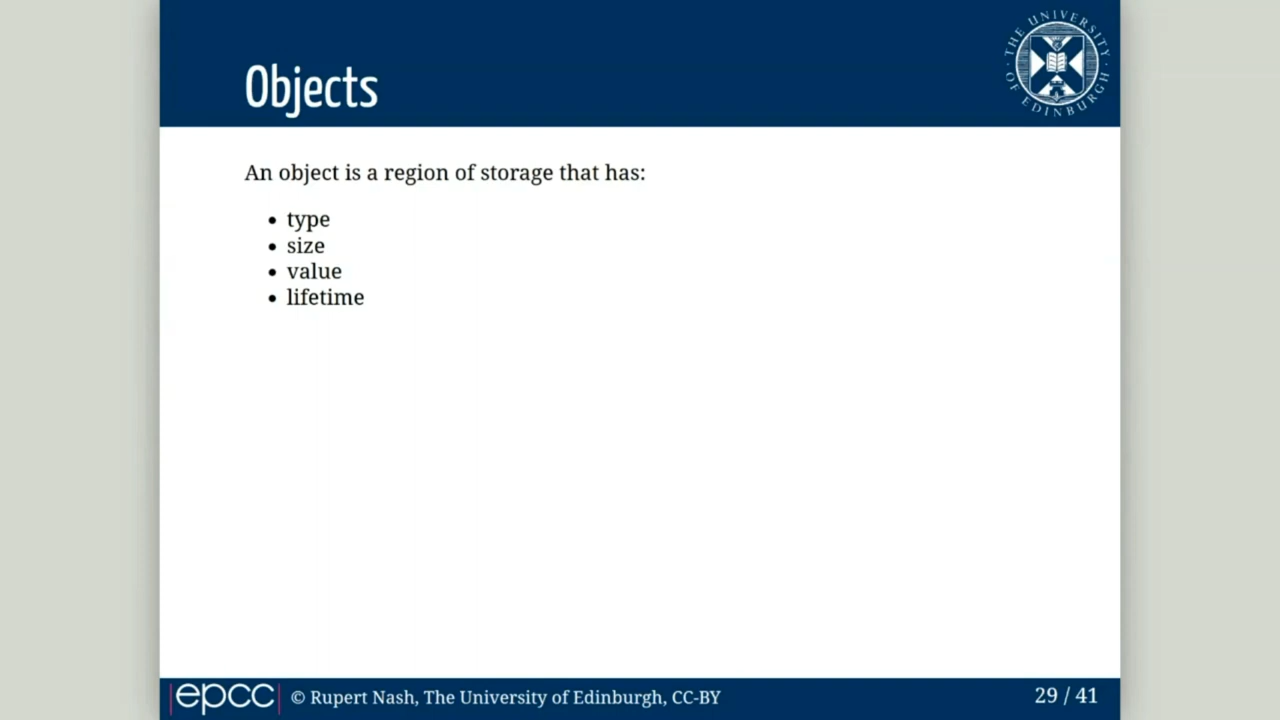 Objects
THE UNIVERSITY OF EDINBURGH
An object is a region of storage that has:
• type
• size
• value
• lifetime
epcc
© Rupert Nash, The University of Edinburgh, CC-BY
29 / 41